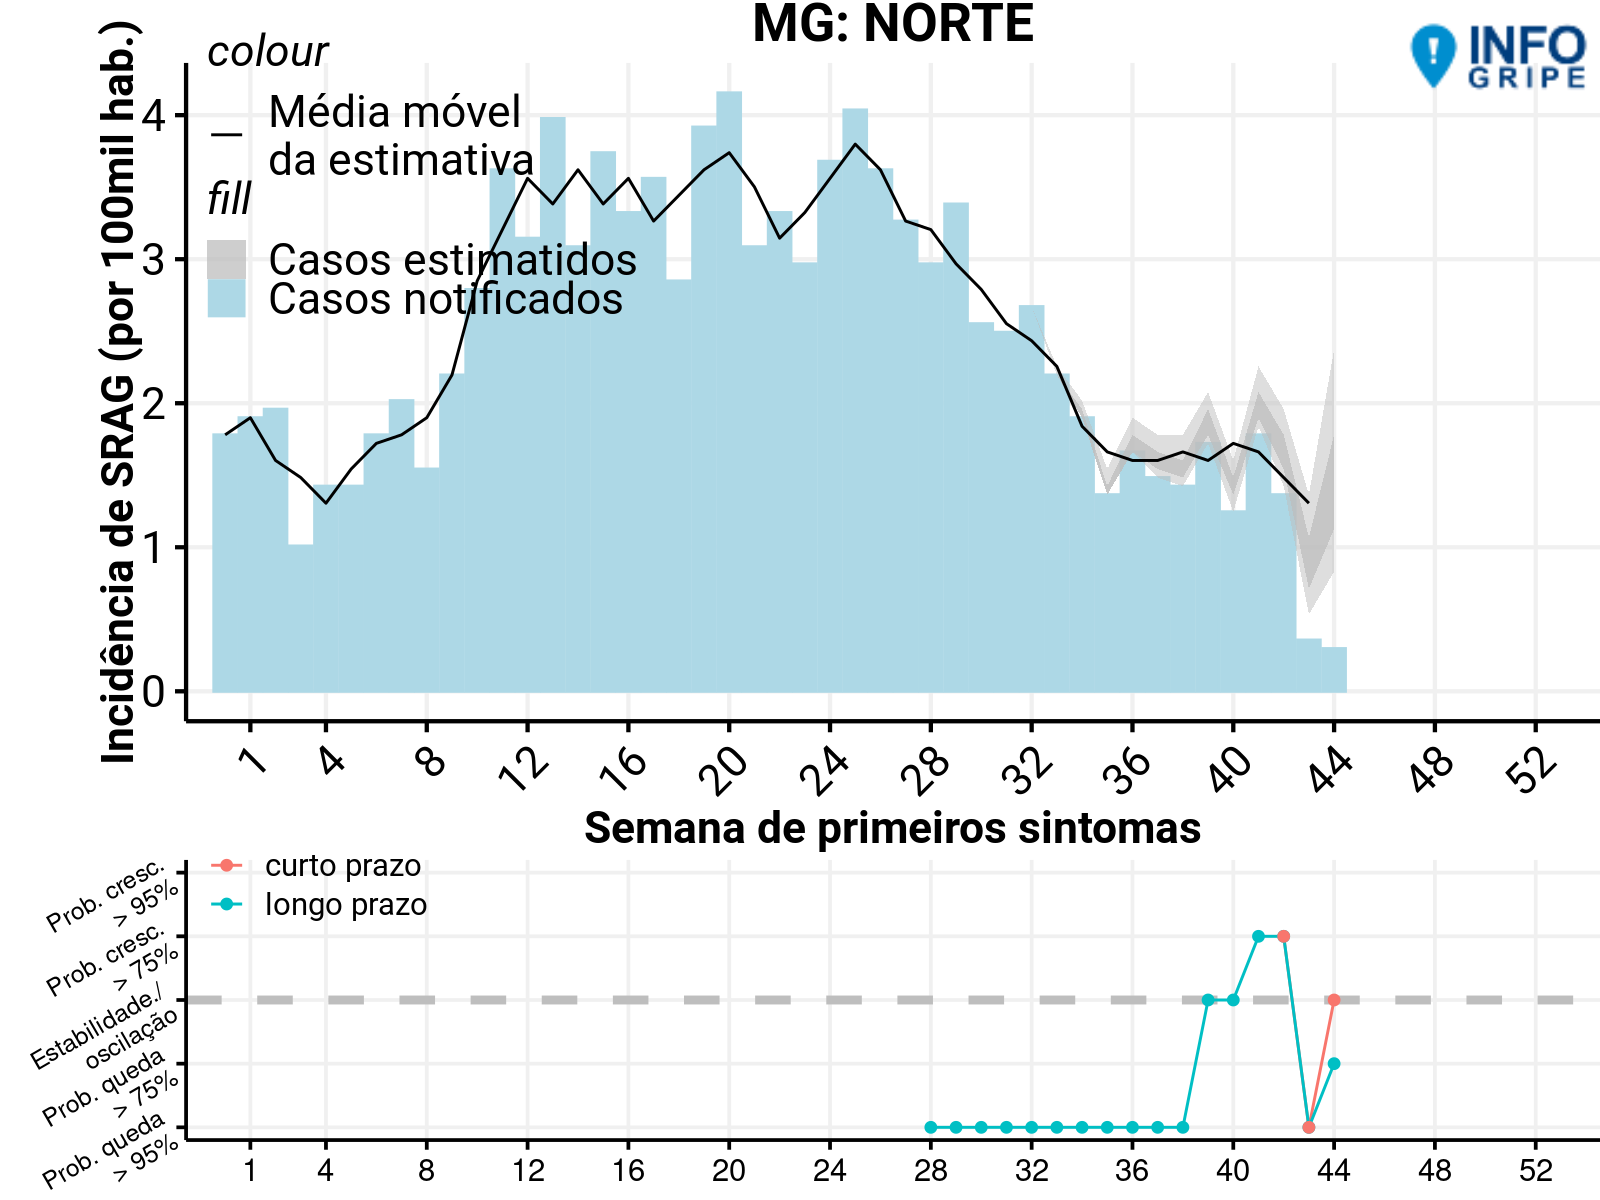 MG: NORTE
INFO
GRIPE
colour
Média móvel
da estimativa
fill
Casos estimatidos
Casos notificados
Incidência de SRAG (por 100mil hab.)
4
3
2
1
0
1 4 8 12 16 20 24 28 32 36 40 44 48 52
Semana de primeiros sintomas
curto prazo
longo prazo
Prob. cresc.
> 95%
Prob. cresc.
> 75%
Estabilidade./
oscilação
Prob. queda
> 75%
Prob. queda
> 95%
1 4 8 12 16 20 24 28 32 36 40 44 48 52